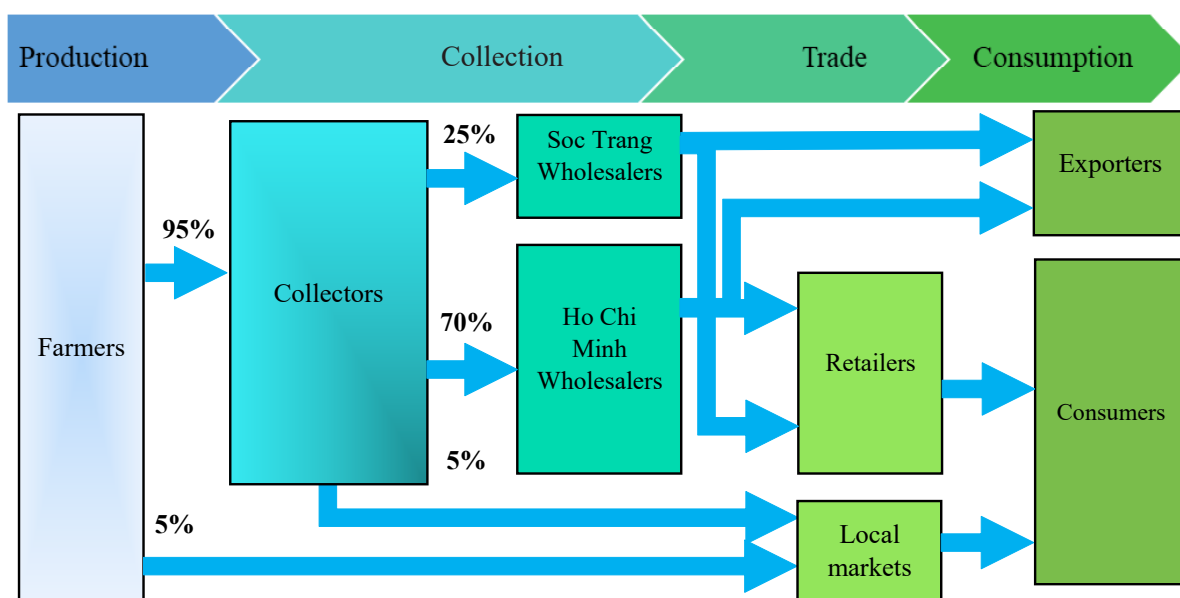 Production
Collection
Trade
Consumption
25%
Soc Trang
Wholesalers
Exporters
95%
Collectors
70%
Ho Chi
Minh
Wholesalers
Farmers
Retailers
Consumers
5%
5%
Local
markets